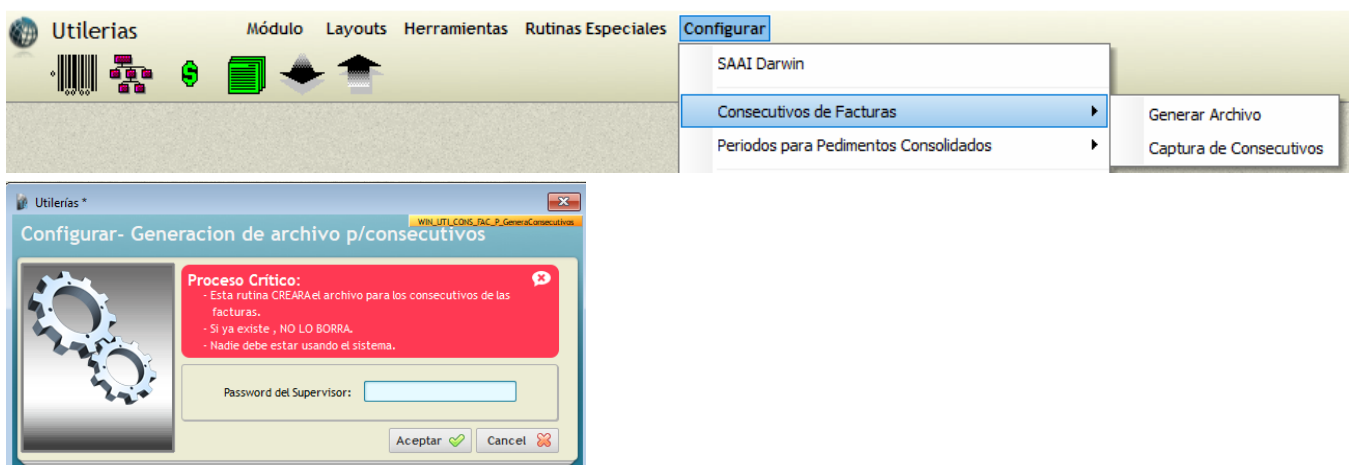 Utilerias
Módulo Layouts Herramientas Rutinas Especiales Configurar
SAAI Darwin
Consecutivos de Facturas
Generar Archivo
Periodos para Pedimentos Consolidados
Captura de Consecutivos
Utilerías *
WIN_UTI_CONS_FAC_P_GeneraConsecutivos
Configurar- Generacion de archivo p/consecutivos
Proceso Crítico:
- Esta rutina CREARA el archivo para los consecutivos de las
facturas.
- Si ya existe , NO LO BORRA.
- Nadie debe estar usando el sistema.
Password del Supervisor:
Aceptar Cancel